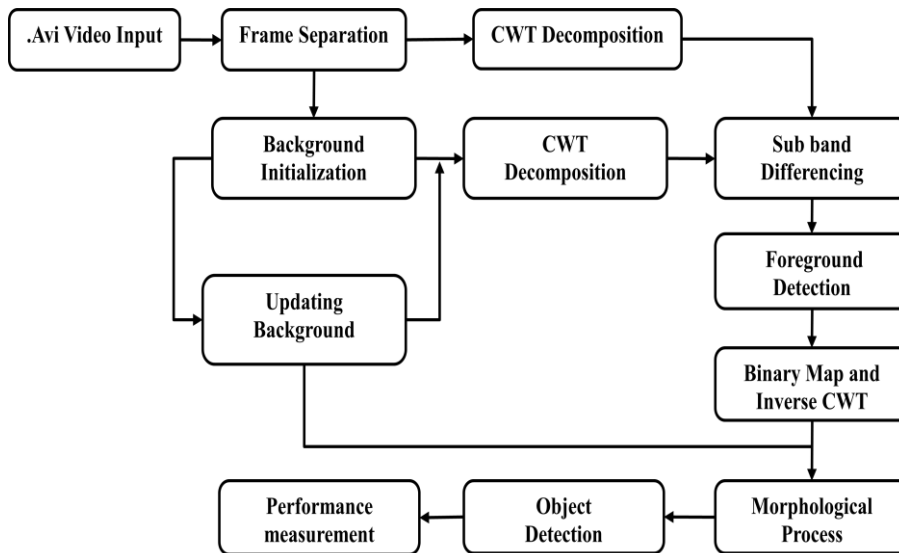 .Avi Video Input
Frame Separation
CWT Decomposition
Background
Initialization
CWT
Decomposition
Sub band
Differencing
Updating
Background
Foreground
Detection
Binary Map and
Inverse CWT
Performance
measurement
Object
Detection
Morphological
Process